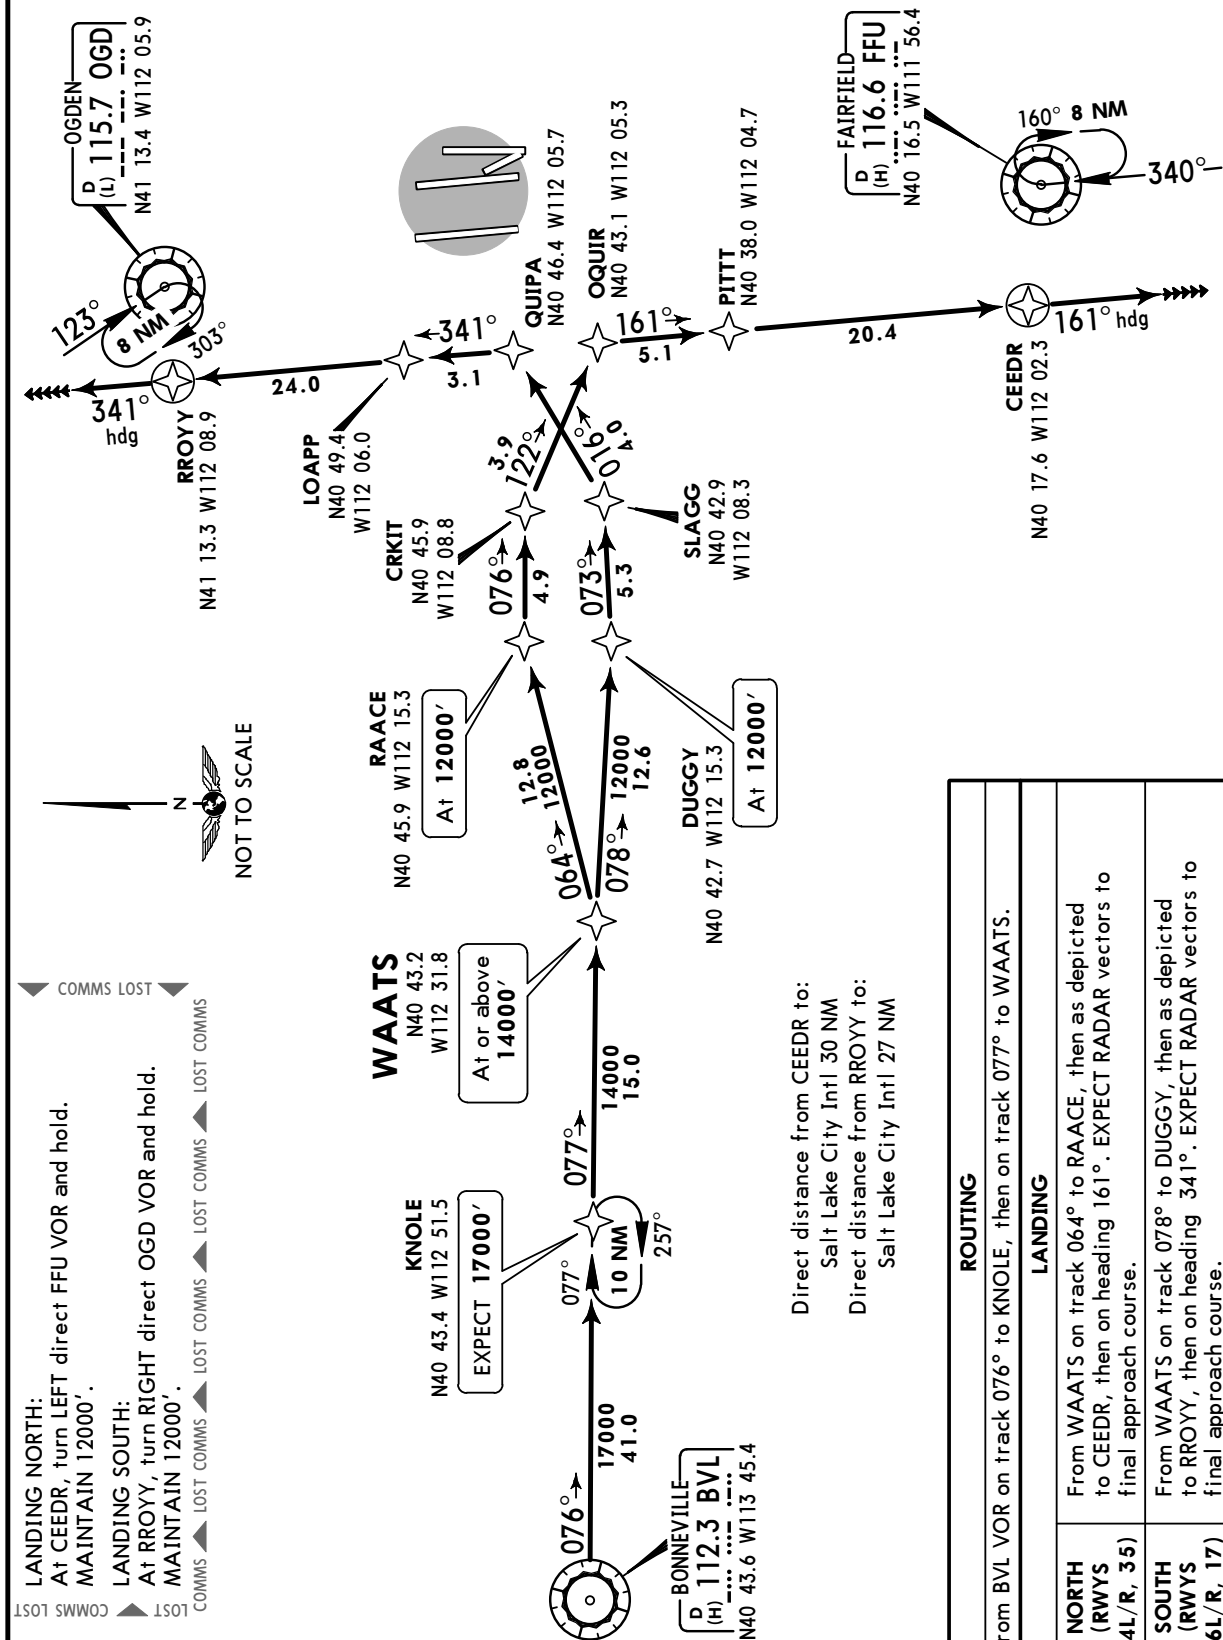 LANDING NORTH:
At CEEDR, turn LEFT direct FFU VOR and hold.
MAINTAIN 12000'.
LANDING SOUTH:
At RROYY, turn RIGHT direct OGD VOR and hold.
MAINTAIN 12000'.
LOST COMMS LOST
COMMS LOST COMMS LOST COMMS LOST COMMS LOST COMMS
COMMS LOST
N
NOT TO SCALE
OGDEN
D
(L) 115.7 OGD
N41 13.4 W112 05.9
123°
8 NM
303°
341°
hdg
RROYY
N41 13.3 W112 08.9
24.0
LOAPP
N40 49.4
W112 06.0
341°
3.1
QUIPA
N40 46.4 W112 05.7
OQUIR
N40 43.1 W112 05.3
161°
5.1
PITTT
N40 38.0 W112 04.7
20.4
CEEDR
N40 17.6 W112 02.3
161° hdg
FAIRFIELD
D
(H) 116.6 FFU
N40 16.5 W111 56.4
160° 8 NM
340°
CRKIT
N40 45.9
W112 08.8
3.9
122°
016°
4.0
SLAGG
N40 42.9
W112 08.3
076°
4.9
073°
5.3
RAACE
N40 45.9 W112 15.3
At 12000'
12.8
12000
064°
078°
12000
12.6
DUGGY
N40 42.7 W112 15.3
At 12000'
WAATS
N40 43.2
W112 31.8
At or above
14000'
077°
14000
15.0
KNOLE
N40 43.4 W112 51.5
EXPECT 17000'
077°
10 NM
257°
076°
17000
41.0
BONNEVILLE
D
(H) 112.3 BVL
N40 43.6 W113 45.4
Direct distance from CEEDR to:
Salt Lake City Intl 30 NM
Direct distance from RROYY to:
Salt Lake City Intl 27 NM
ROUTING
rom BVL VOR on track 076° to KNOLE, then on track 077° to WAATS.
LANDING
NORTH
(RWYS
4L/R, 35)
From WAATS on track 064° to RAACE, then as depicted
to CEEDR, then on heading 161°. EXPECT RADAR vectors to
final approach course.
SOUTH
(RWYS
6L/R, 17)
From WAATS on track 078° to DUGGY, then as depicted
to RROYY, then on heading 341°. EXPECT RADAR vectors to
final approach course.